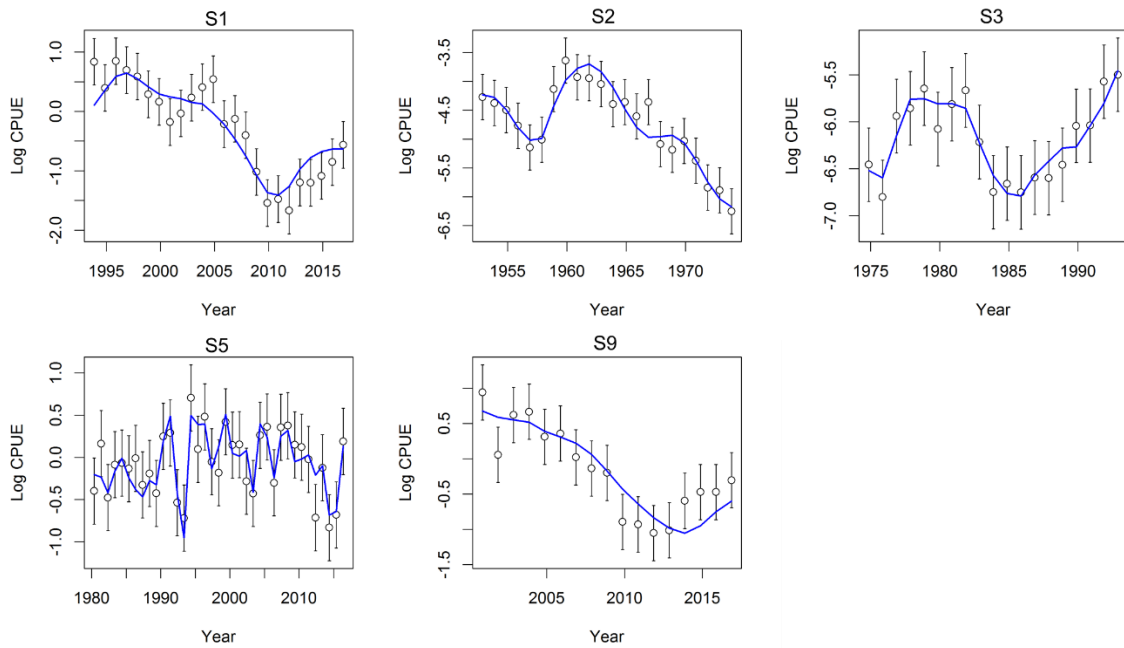 S1
Log CPUE
1.0
0.0
-1.0
-2.0
1995 2000 2005 2010 2015
Year
S2
Log CPUE
-3.5
-4.5
-5.5
-6.5
1955 1960 1965 1970
Year
S3
Log CPUE
-5.5
-6.0
-6.5
-7.0
1975 1980 1985 1990
Year
S5
Log CPUE
1.0
0.5
0.0
-0.5
-1.0
1980 1990 2000 2010
Year
S9
Log CPUE
0.5
-0.5
-1.5
2005 2010 2015
Year